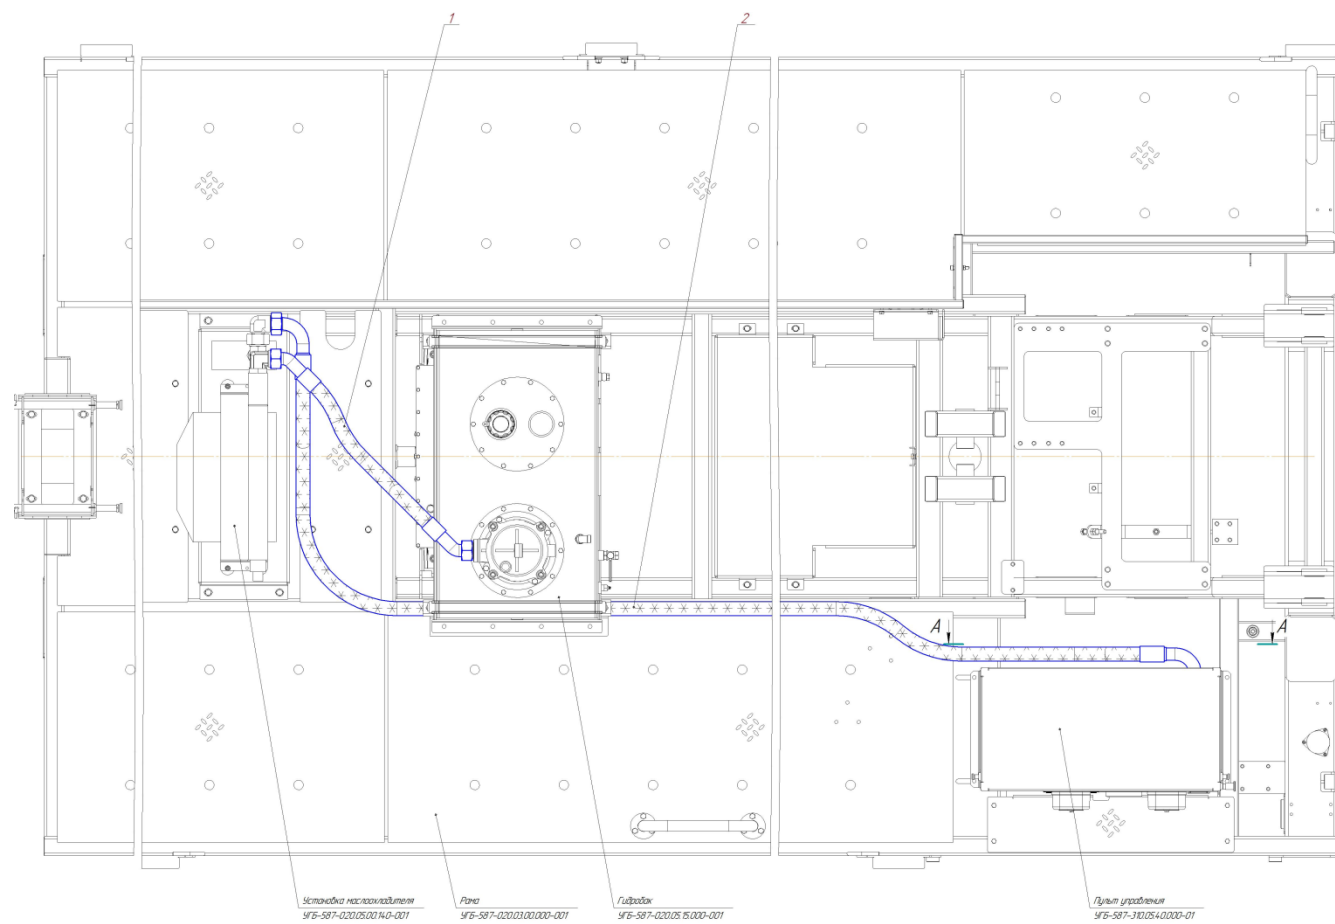 1
2
А
А
Установка маслоохладителя
УГБ-587-020.05.00.140-001
Рама
УГБ-587-020.03.00.000-001
Гидробак
УГБ-587-020.05.15.000-001
Пульт управления
УГБ-587-310.05.40.000-01